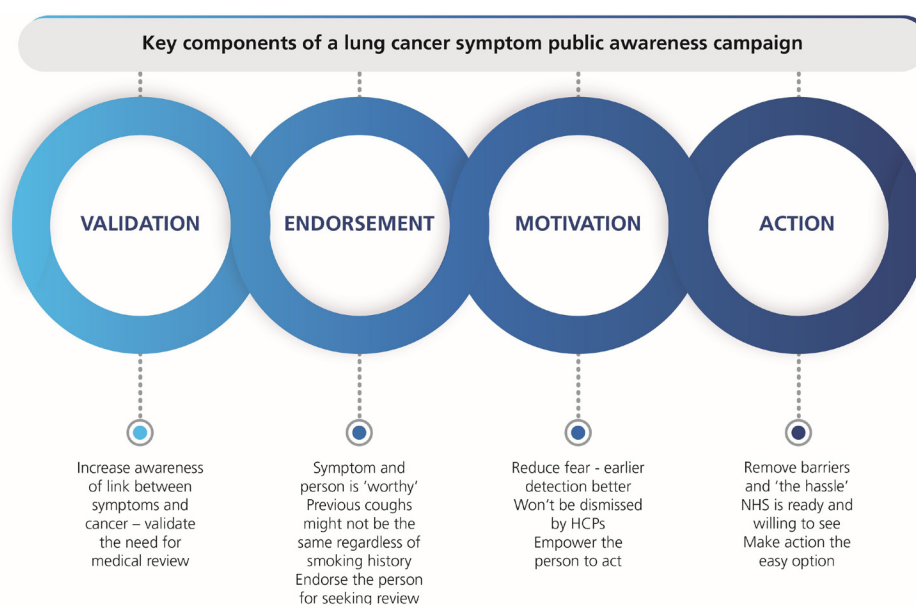 Key components of a lung cancer symptom public awareness campaign
VALIDATION
ENDORSEMENT
MOTIVATION
ACTION
Increase awareness
of link between
symptoms and
cancer – validate
the need for
medical review
Symptom and
person is ’worthy’
Previous coughs
might not be the
same regardless of
smoking history
Endorse the person
for seeking review
Reduce fear - earlier
detection better
Won’t be dismissed
by HCPs
Empower the
person to act
Remove barriers
and ‘the hassle’
NHS is ready and
willing to see
Make action the
easy option